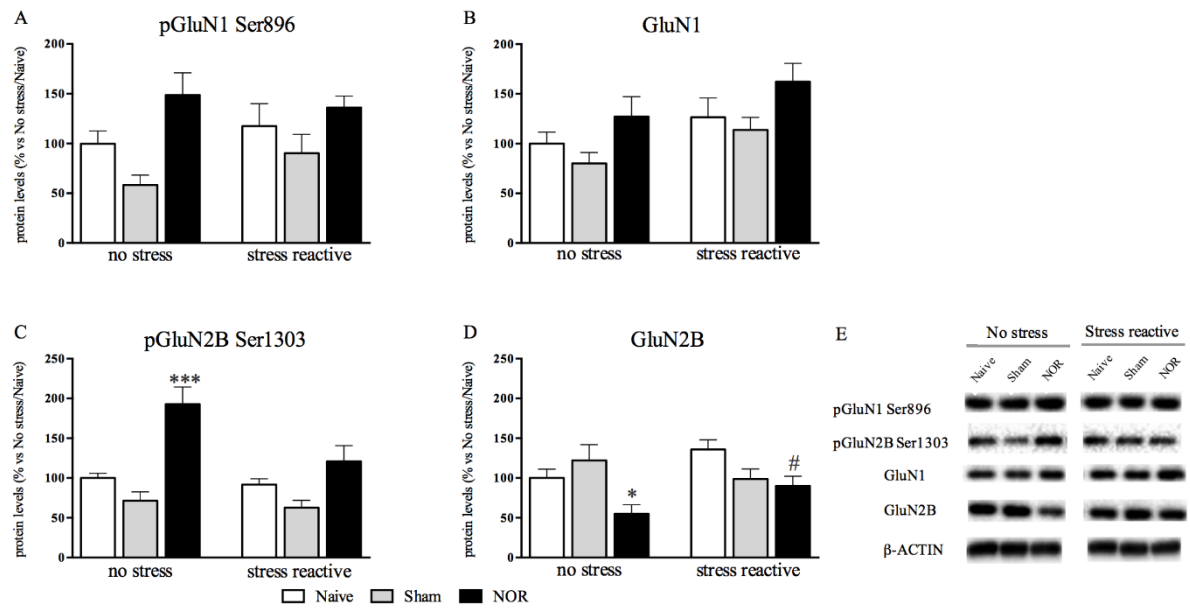 A
pGluN1 Ser896
protein levels (% vs No stress/Naive)
200
150
100
50
0
no stress
stress reactive
B
GluN1
protein levels (% vs No stress/Naive)
200
150
100
50
0
no stress
stress reactive
C
pGluN2B Ser1303
protein levels (% vs No stress/Naive)
250
200
150
100
50
0
***
no stress
stress reactive
D
GluN2B
protein levels (% vs No stress/Naive)
250
200
150
100
50
0
*
#
no stress
stress reactive
E
No stress
Stress reactive
Naive
Sham
NOR
Naive
Sham
NOR
pGluN1 Ser896
pGluN2B Ser1303
GluN1
GluN2B
β-ACTIN
Naive
Sham
NOR